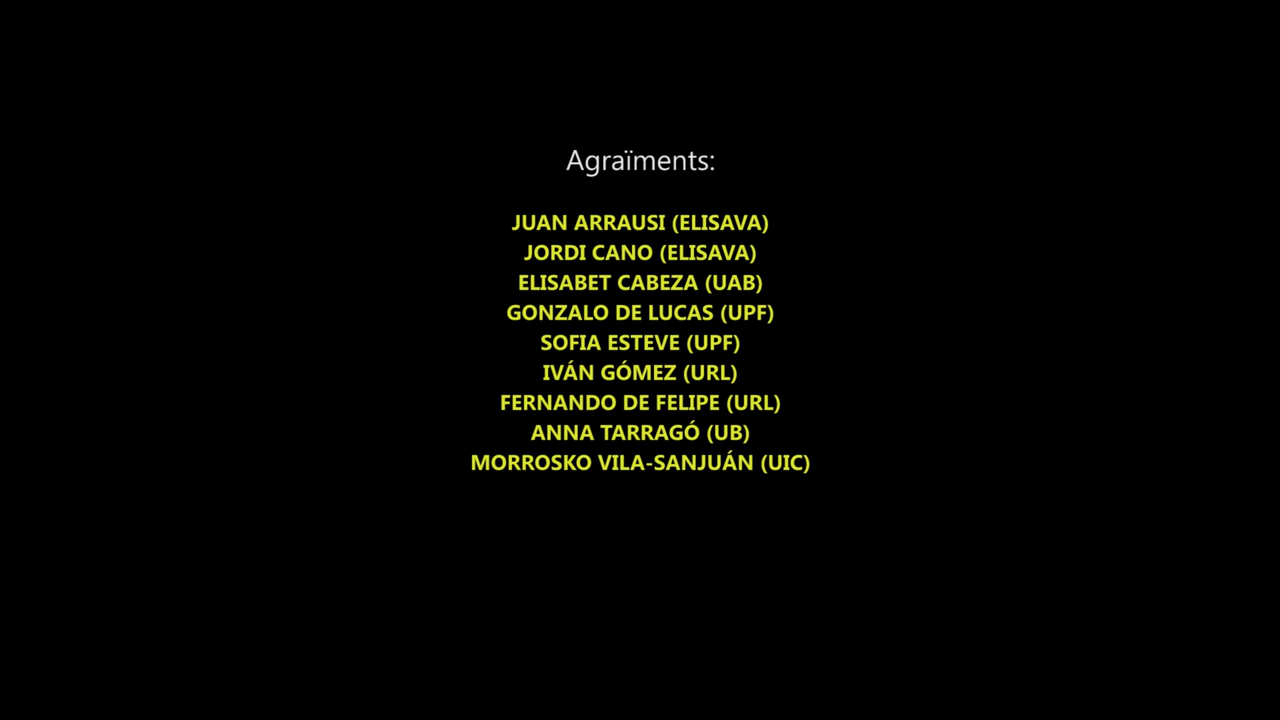 Agraïments:
JUAN ARRAUSI (ELISAVA)
JORDI CANO (ELISAVA)
ELISABET CABEZA (UAB)
GONZALO DE LUCAS (UPF)
SOFIA ESTEVE (UPF)
IVÁN GÓMEZ (URL)
FERNANDO DE FELIPE (URL)
ANNA TARRAGÓ (UB)
MORROSKO VILA-SANJUÁN (UIC)